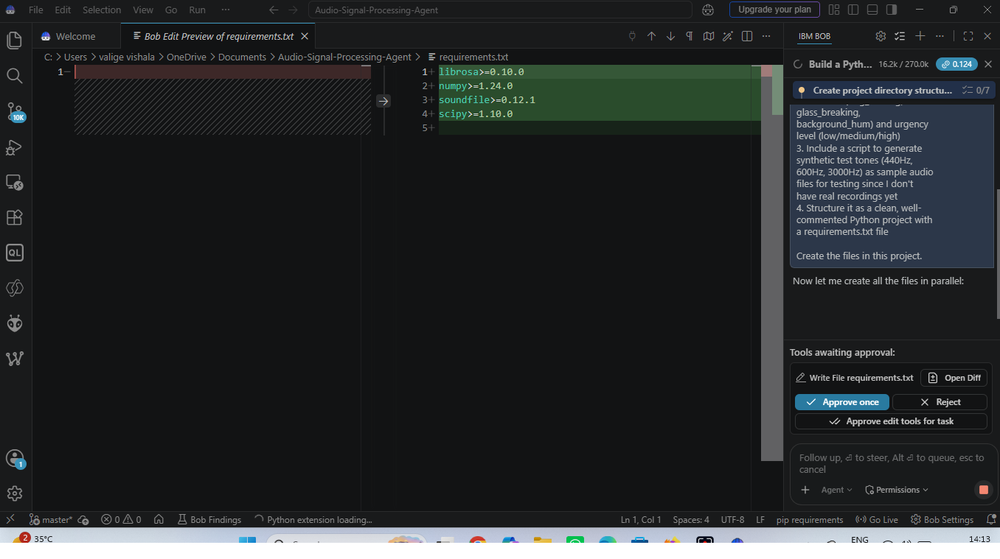 File Edit Selection View Go Run ··· Audio-Signal-Processing-Agent Upgrade your plan
Welcome
Bob Edit Preview of requirements.txt
C: > Users > valige vishala > OneDrive > Documents > Audio-Signal-Processing-Agent > requirements.txt
1−
1+ librosa>=0.10.0
2+ numpy>=1.24.0
3+ soundfile>=0.12.1
4+ scipy>=1.10.0
5+
10K
QL
1
IBM BOB
Build a Pyth... 16.2k / 270.0k 0.124
Create project directory structu... 0/7
glass_breaking,
background_hum) and urgency
level (low/medium/high)
3. Include a script to generate
synthetic test tones (440Hz,
600Hz, 3000Hz) as sample audio
files for testing since I don't
have real recordings yet
4. Structure it as a clean, well-
commented Python project with
a requirements.txt file
Create the files in this project.
Now let me create all the files in parallel:
Tools awaiting approval:
Write File requirements.txt Open Diff
Approve once Reject
Approve edit tools for task
Follow up, ⏎ to steer, Alt ⏎ to queue, esc to
cancel
Agent Permissions
master* 0 0 Bob Findings Python extension loading... Ln 1, Col 1 Spaces: 4 UTF-8 LF pip requirements Go Live Bob Settings
2 35°C ENG 14:13